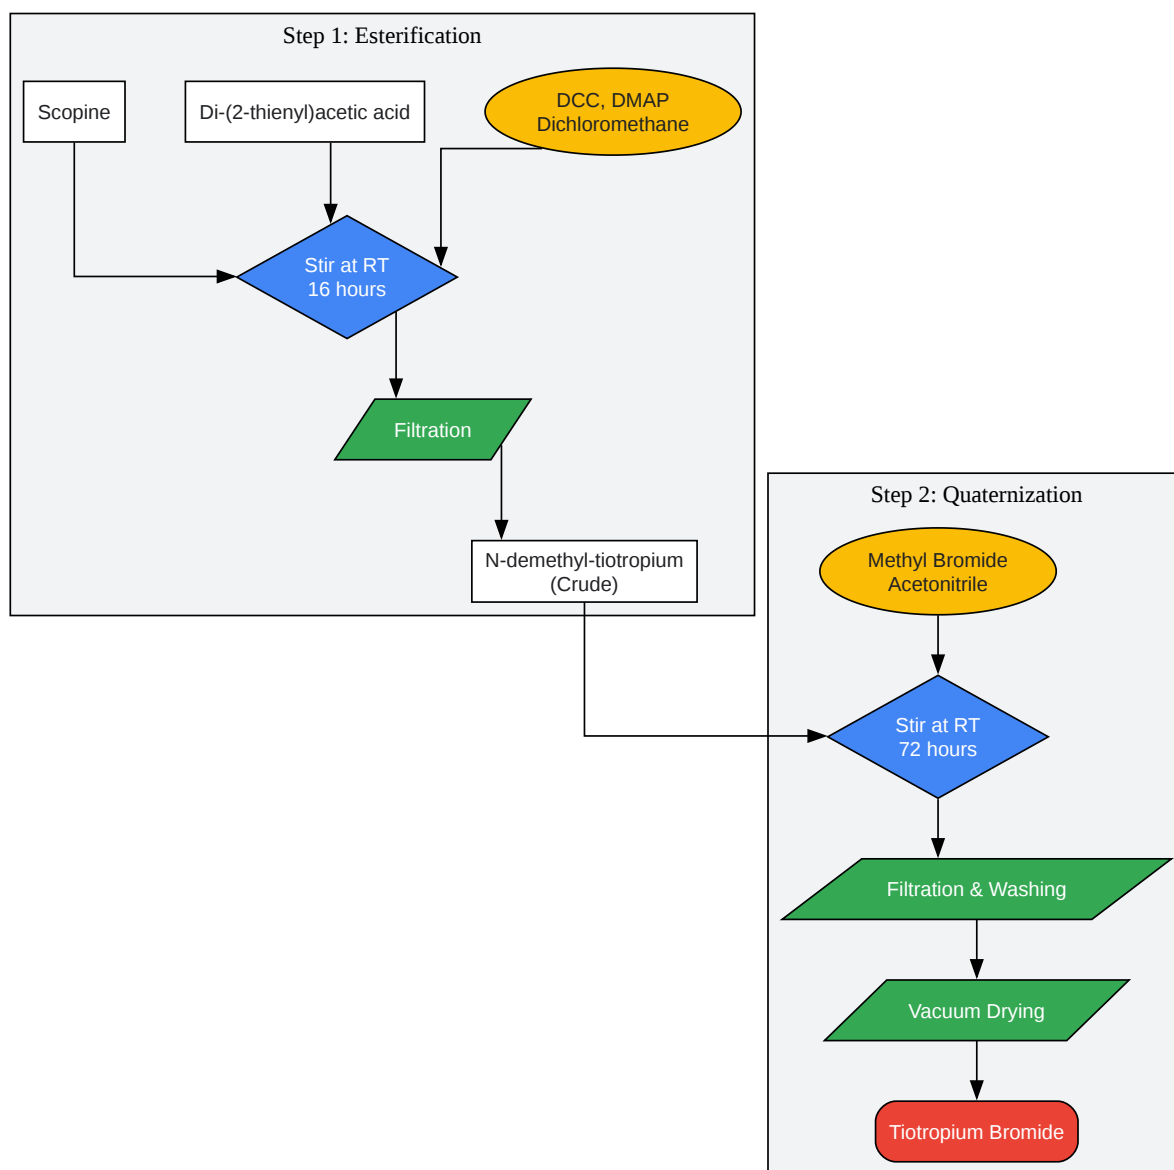 Step 1: Esterification
Scopine
Di-(2-thienyl)acetic acid
DCC, DMAP
Dichloromethane
Stir at RT
16 hours
Filtration
N-demethyl-tiotropium
(Crude)
Step 2: Quaternization
Methyl Bromide
Acetonitrile
Stir at RT
72 hours
Filtration & Washing
Vacuum Drying
Tiotropium Bromide